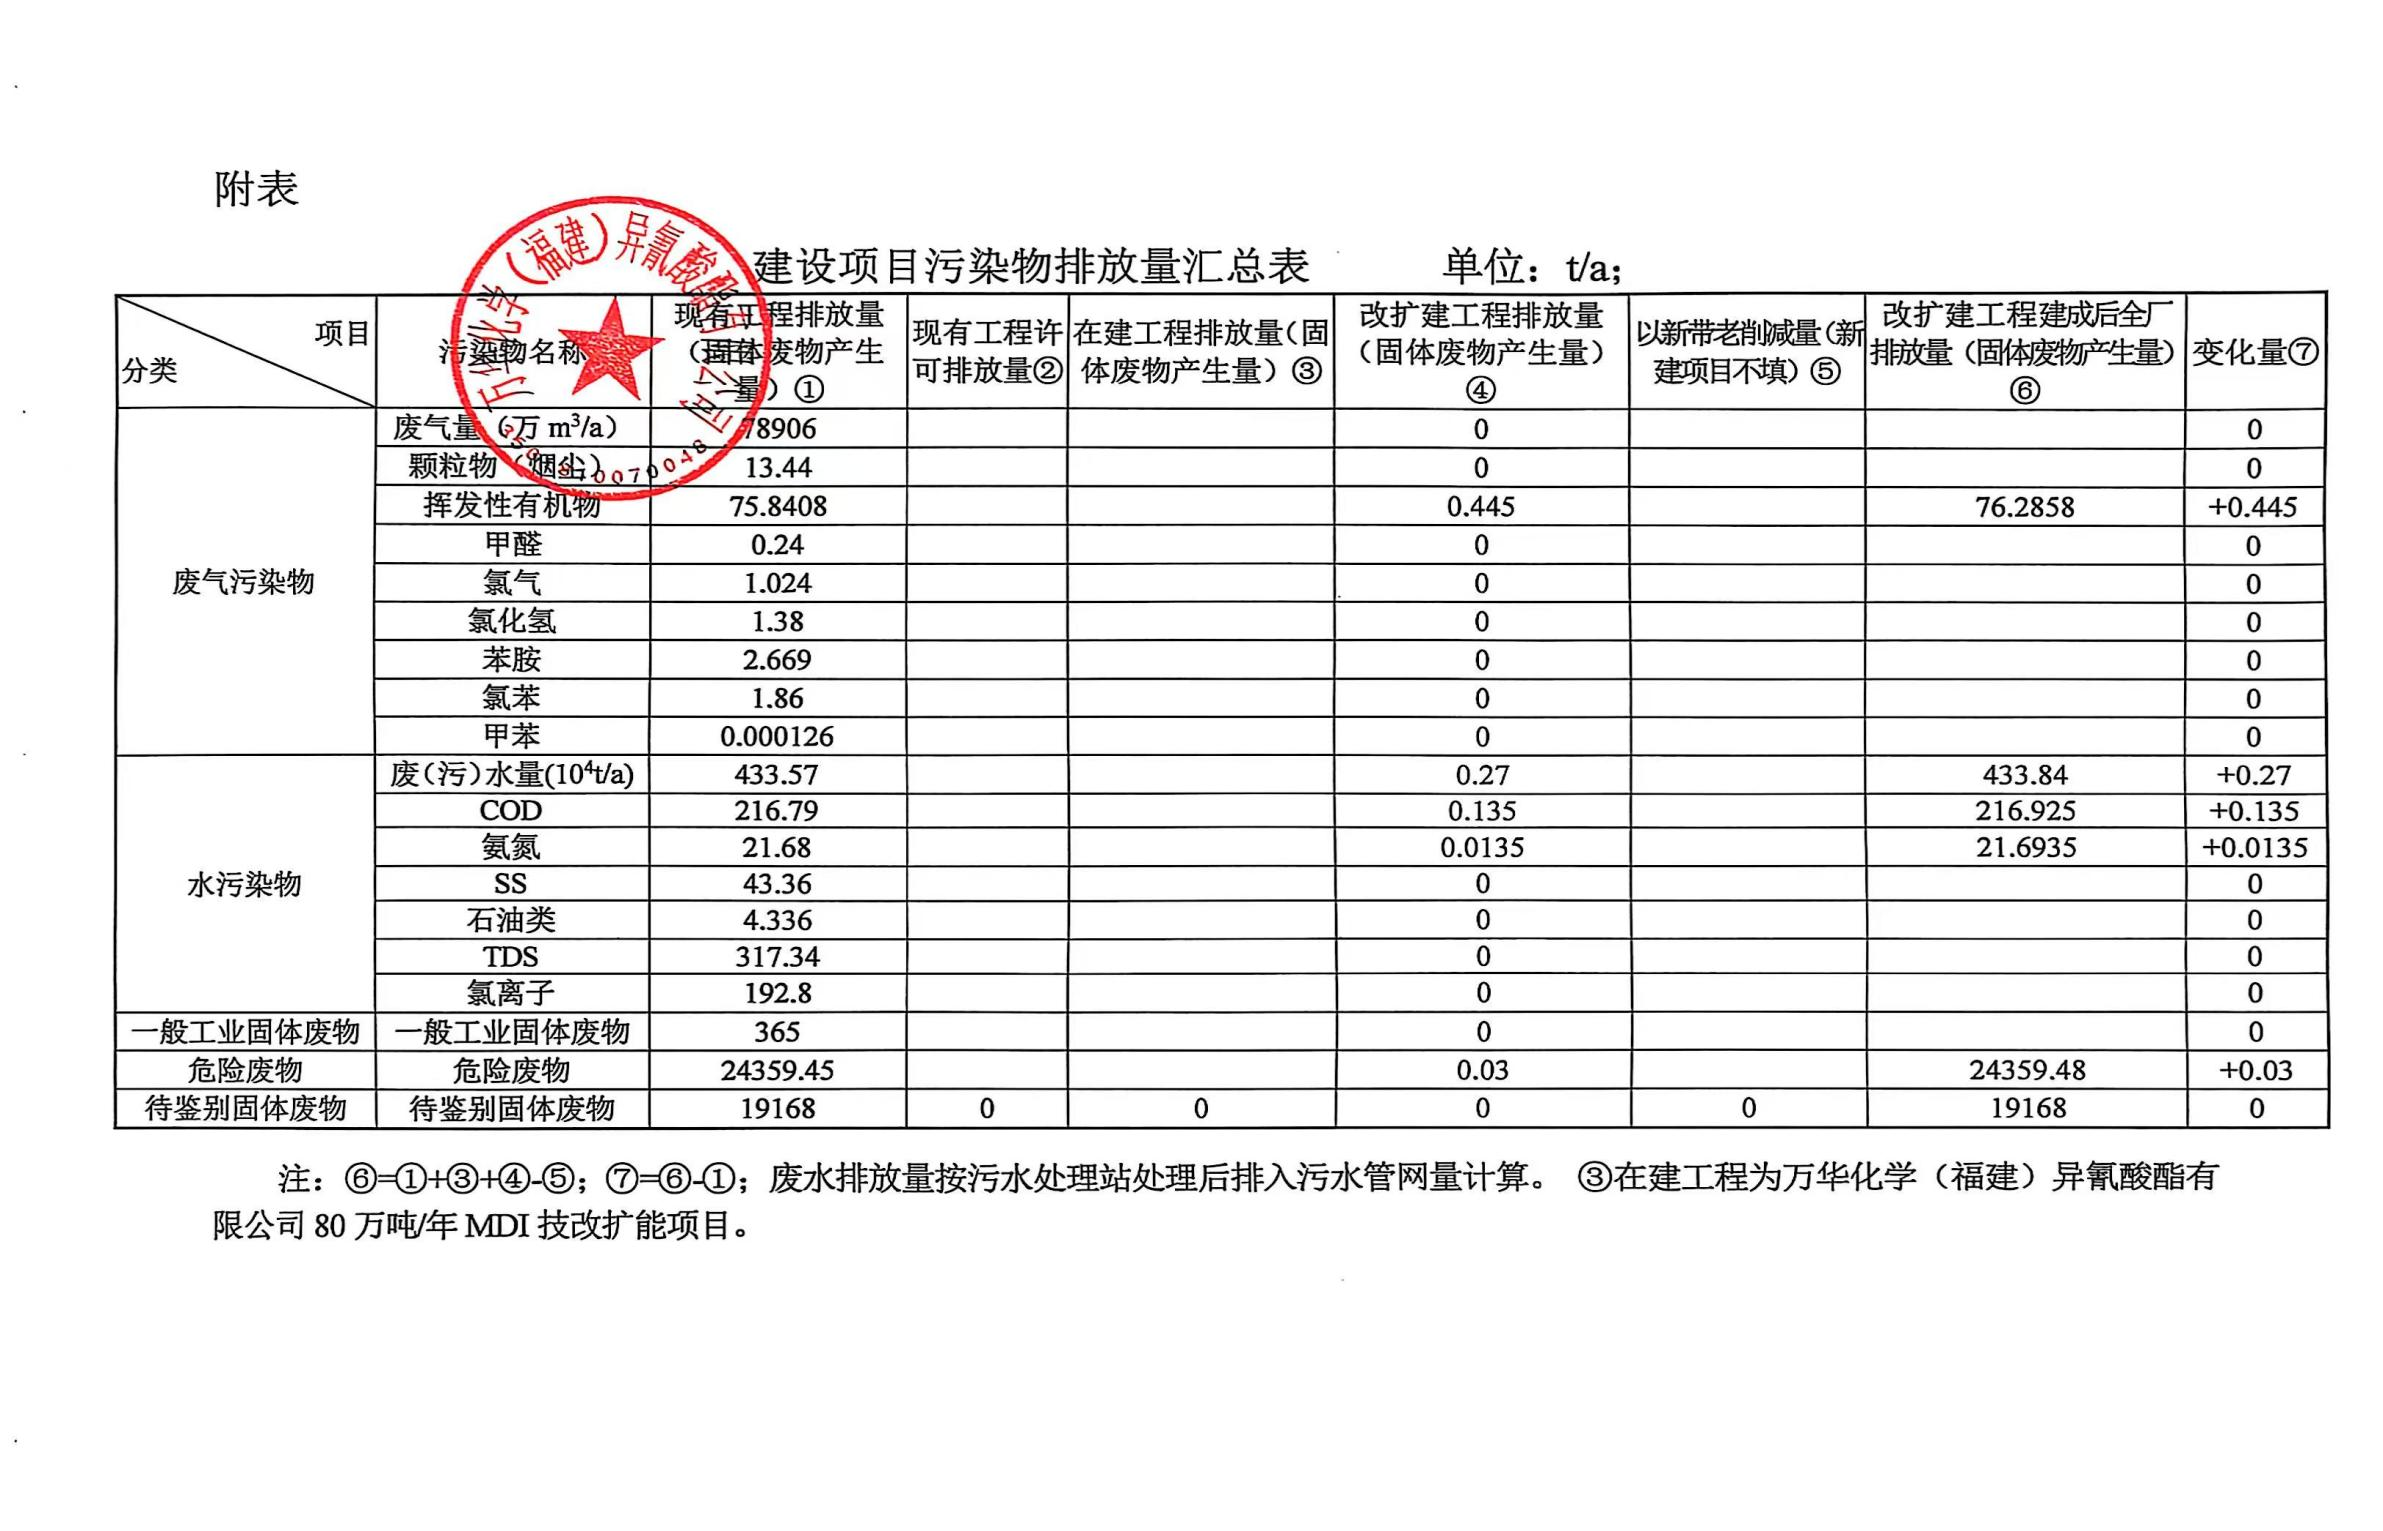 附表
建设项目污染物排放量汇总表 单位：t/a；
项目
分类
污染物名称
现有工程排放量（固体废物产生量）①
现有工程许可排放量②
在建工程排放量（固体废物产生量）③
改扩建工程排放量（固体废物产生量）④
以新带老削减量（新建项目不填）⑤
改扩建工程建成后全厂排放量（固体废物产生量）⑥
变化量⑦
废气污染物
废气量（万 m³/a） 78906 0 0
颗粒物（烟尘） 13.44 0 0
挥发性有机物 75.8408 0.445 76.2858 +0.445
甲醛 0.24 0 0
氯气 1.024 0 0
氯化氢 1.38 0 0
苯胺 2.669 0 0
氯苯 1.86 0 0
甲苯 0.000126 0 0
水污染物
废（污）水量(10⁴t/a) 433.57 0.27 433.84 +0.27
COD 216.79 0.135 216.925 +0.135
氨氮 21.68 0.0135 21.6935 +0.0135
SS 43.36 0 0
石油类 4.336 0 0
TDS 317.34 0 0
氯离子 192.8 0 0
一般工业固体废物 一般工业固体废物 365 0 0
危险废物 危险废物 24359.45 0.03 24359.48 +0.03
待鉴别固体废物 待鉴别固体废物 19168 0 0 0 0 19168 0
注：⑥=①+③+④-⑤；⑦=⑥-①；废水排放量按污水处理站处理后排入污水管网量计算。 ③在建工程为万华化学（福建）异氰酸酯有
限公司 80 万吨/年 MDI 技改扩能项目。
万华化学（福建）异氰酸酯有限公司